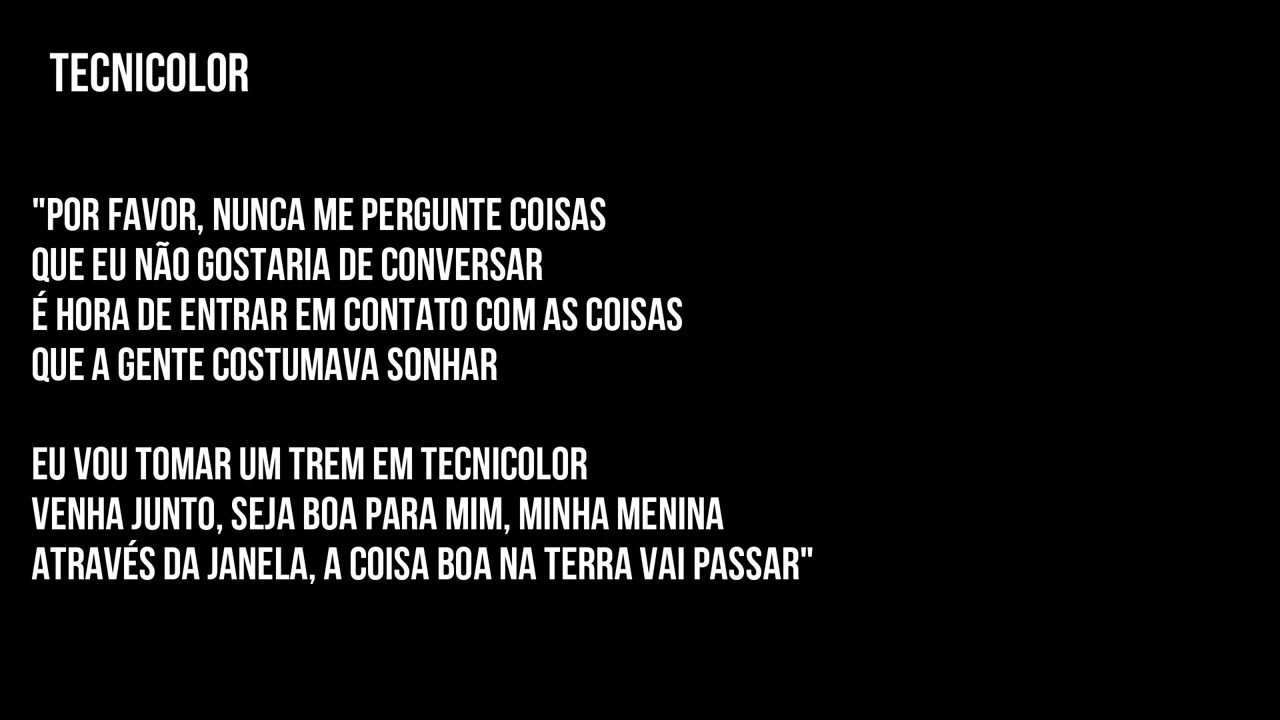 TECNICOLOR
"POR FAVOR, NUNCA ME PERGUNTE COISAS
QUE EU NÃO GOSTARIA DE CONVERSAR
É HORA DE ENTRAR EM CONTATO COM AS COISAS
QUE A GENTE COSTUMAVA SONHAR
EU VOU TOMAR UM TREM EM TECNICOLOR
VENHA JUNTO, SEJA BOA PARA MIM, MINHA MENINA
ATRAVÉS DA JANELA, A COISA BOA NA TERRA VAI PASSAR"